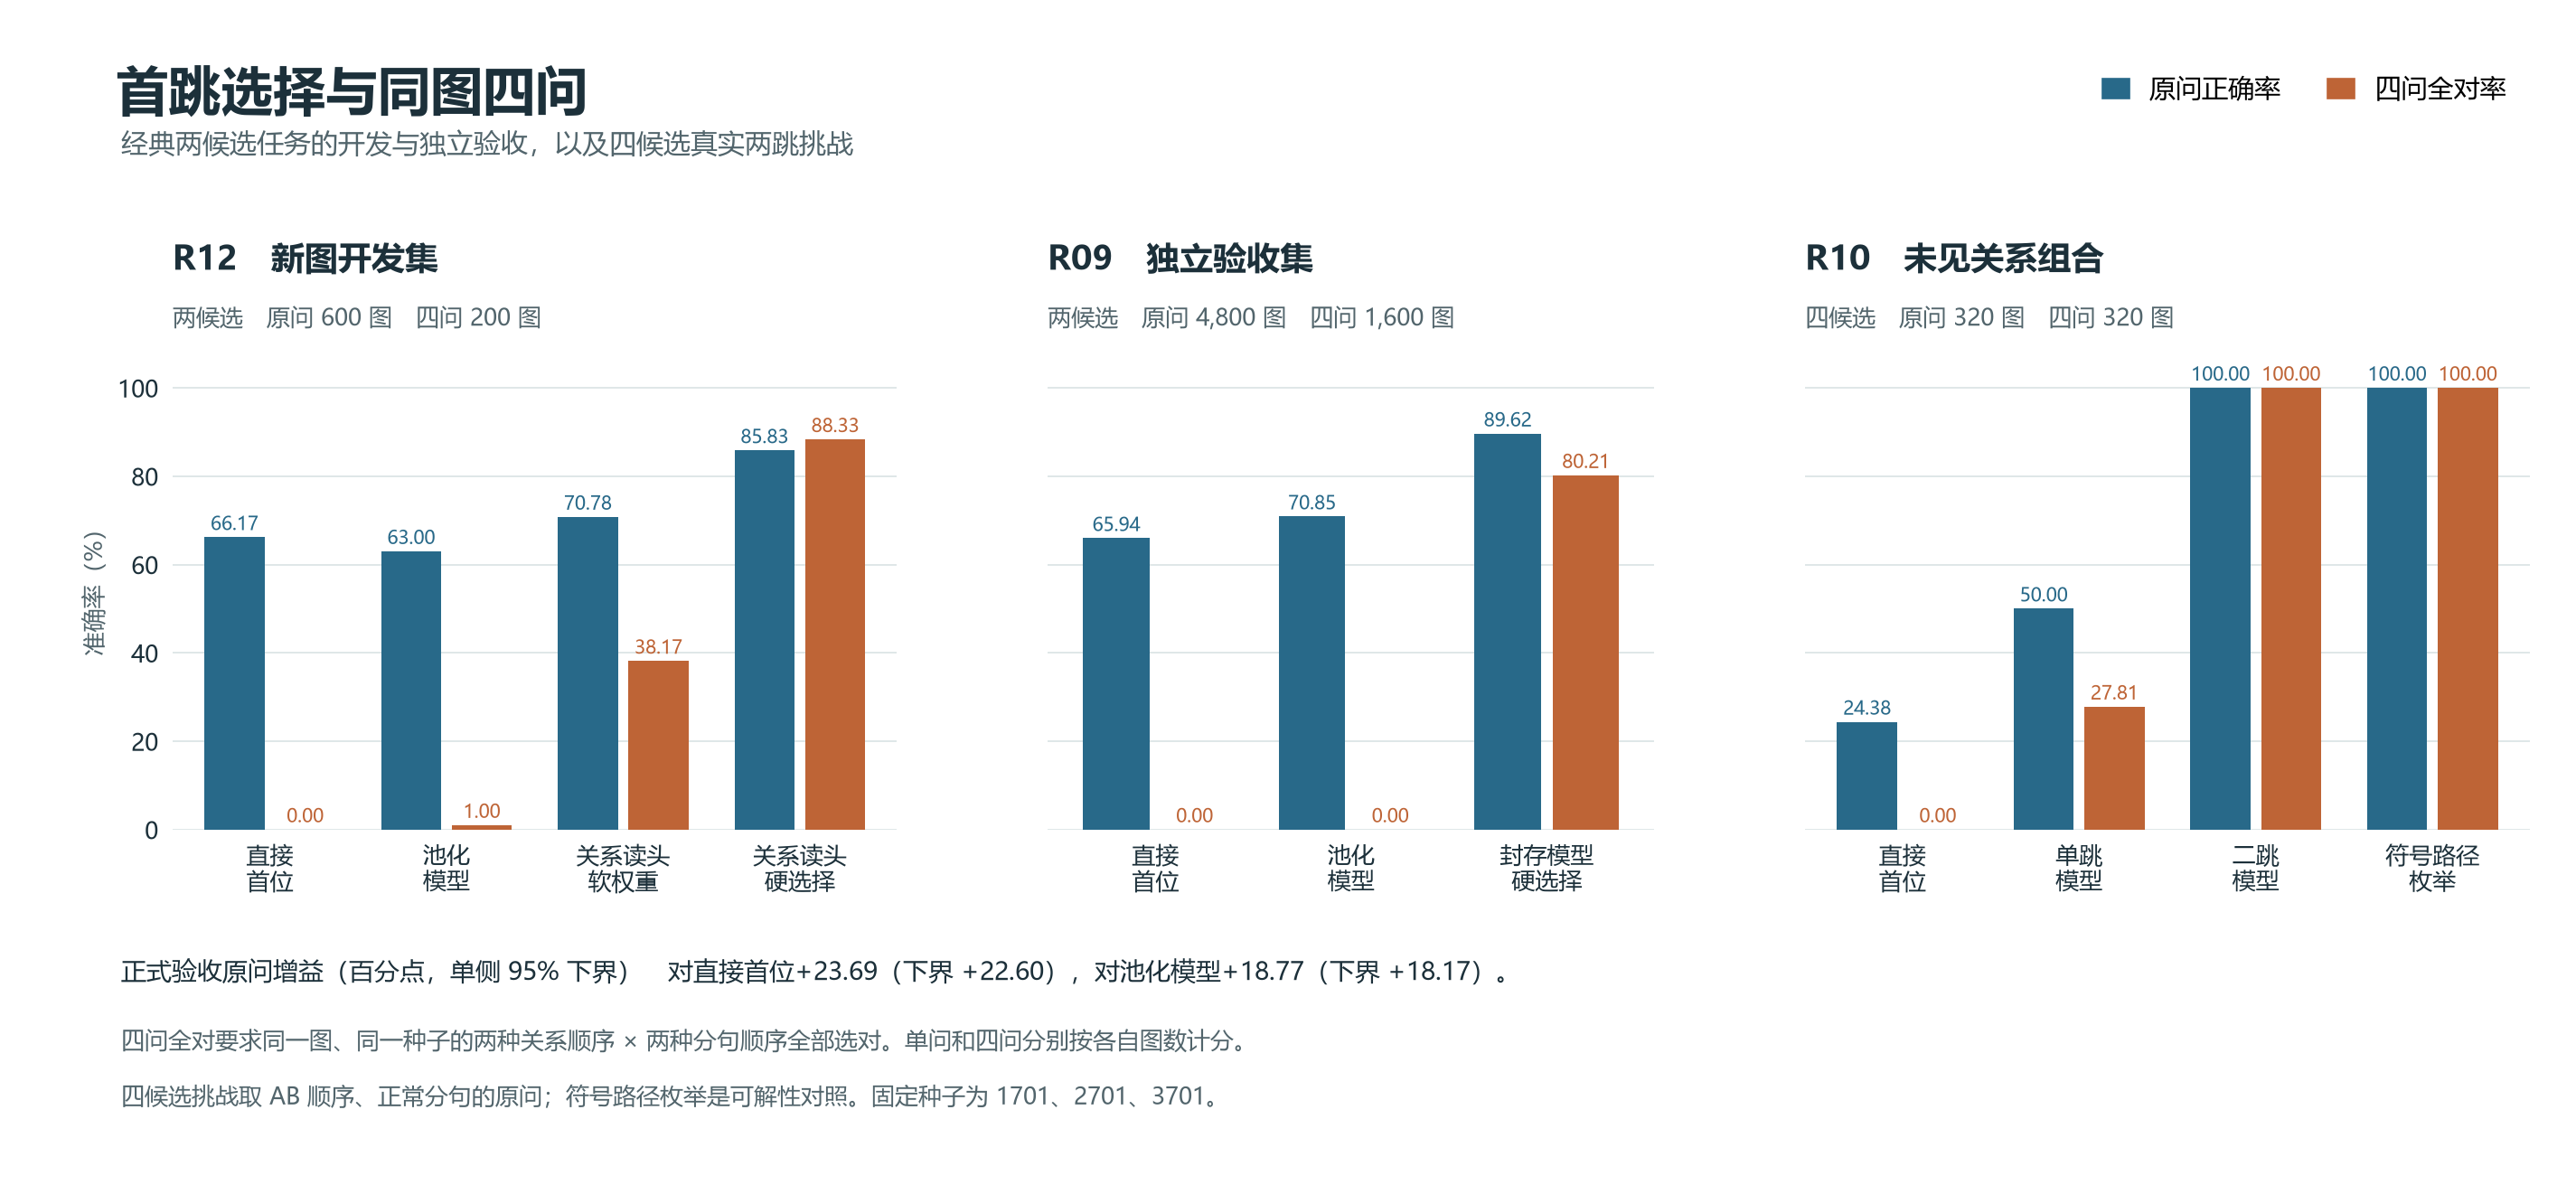 首跳选择与同图四问
经典两候选任务的开发与独立验收，以及四候选真实两跳挑战
原问正确率 四问全对率
R12 新图开发集
两候选 原问 600 图 四问 200 图
准确率（%）
100
80
60
40
20
0
66.17 0.00
63.00 1.00
70.78 38.17
85.83 88.33
直接
首位
池化
模型
关系读头
软权重
关系读头
硬选择
R09 独立验收集
两候选 原问 4,800 图 四问 1,600 图
65.94 0.00
70.85 0.00
89.62 80.21
直接
首位
池化
模型
封存模型
硬选择
R10 未见关系组合
四候选 原问 320 图 四问 320 图
24.38 0.00
50.00 27.81
100.00 100.00
100.00 100.00
直接
首位
单跳
模型
二跳
模型
符号路径
枚举
正式验收原问增益（百分点，单侧 95% 下界） 对直接首位+23.69（下界 +22.60），对池化模型+18.77（下界 +18.17）。
四问全对要求同一图、同一种子的两种关系顺序 × 两种分句顺序全部选对。单问和四问分别按各自图数计分。
四候选挑战取 AB 顺序、正常分句的原问；符号路径枚举是可解性对照。固定种子为 1701、2701、3701。